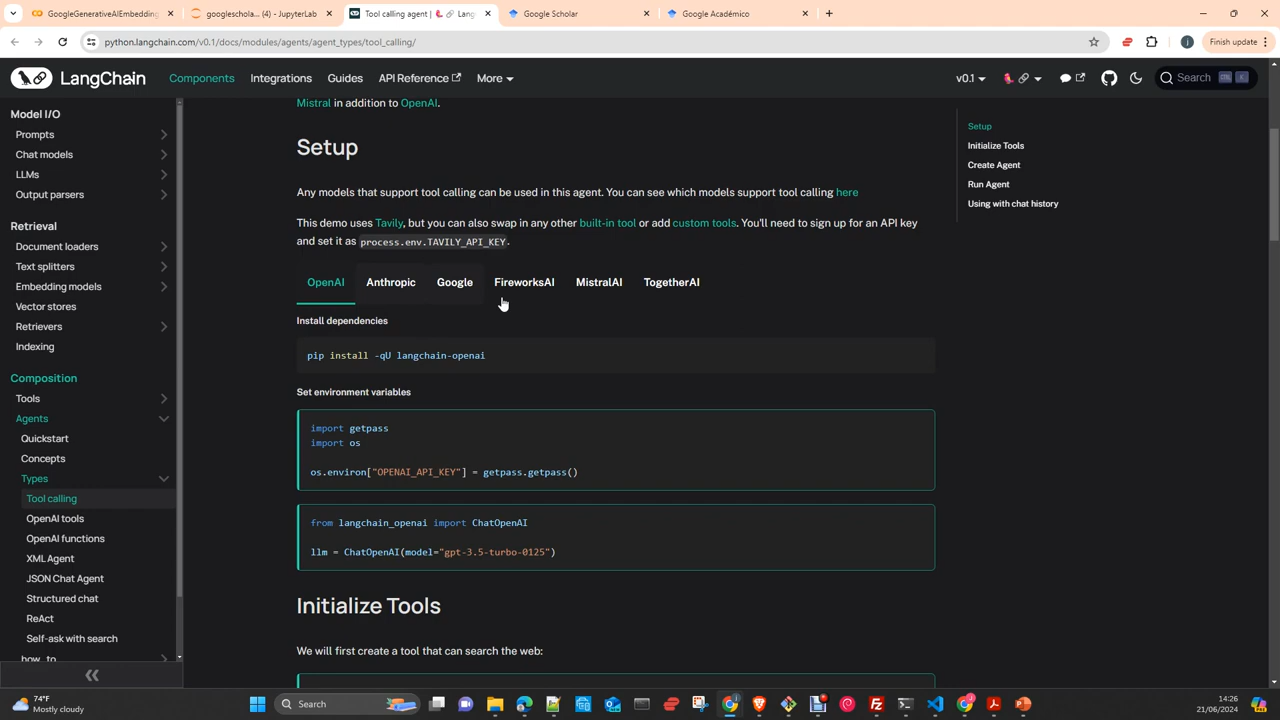 GoogleGenerativeAIEmbedding
googleschola... (4) - JupyterLab
Tool calling agent | 🦜️🔗 Lang
Google Scholar
Google Académico
python.langchain.com/v0.1/docs/modules/agents/agent_types/tool_calling/
Finish update
LangChain
Components
Integrations
Guides
API Reference
More
v0.1
🦜️🔗
Search
K
Model I/O
Prompts
Chat models
LLMs
Output parsers
Retrieval
Document loaders
Text splitters
Embedding models
Vector stores
Retrievers
Indexing
Composition
Tools
Agents
Quickstart
Concepts
Types
Tool calling
OpenAI tools
OpenAI functions
XML Agent
JSON Chat Agent
Structured chat
ReAct
Self-ask with search
how_to
Mistral in addition to OpenAI.
Setup
Any models that support tool calling can be used in this agent. You can see which models support tool calling here
This demo uses Tavily, but you can also swap in any other built-in tool or add custom tools. You'll need to sign up for an API key
and set it as process.env.TAVILY_API_KEY.
OpenAI
Anthropic
Google
FireworksAI
MistralAI
TogetherAI
Install dependencies
pip install -qU langchain-openai
Set environment variables
import getpass
import os
os.environ["OPENAI_API_KEY"] = getpass.getpass()
from langchain_openai import ChatOpenAI
llm = ChatOpenAI(model="gpt-3.5-turbo-0125")
Initialize Tools
We will first create a tool that can search the web:
Setup
Initialize Tools
Create Agent
Run Agent
Using with chat history
74°F
Mostly cloudy
Search
14:26
21/06/2024